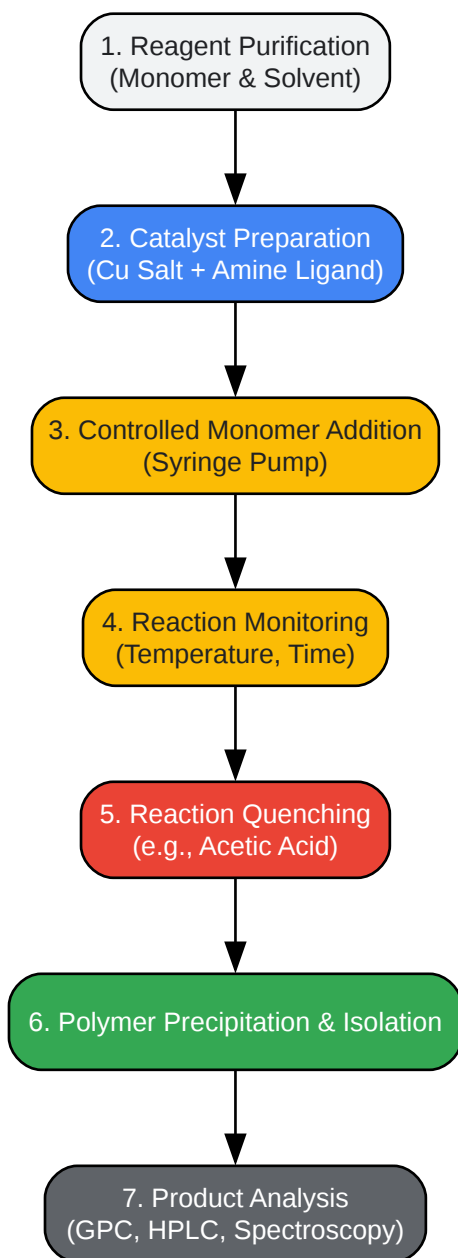 1. Reagent Purification
(Monomer & Solvent)
2. Catalyst Preparation
(Cu Salt + Amine Ligand)
3. Controlled Monomer Addition
(Syringe Pump)
4. Reaction Monitoring
(Temperature, Time)
5. Reaction Quenching
(e.g., Acetic Acid)
6. Polymer Precipitation & Isolation
7. Product Analysis
(GPC, HPLC, Spectroscopy)